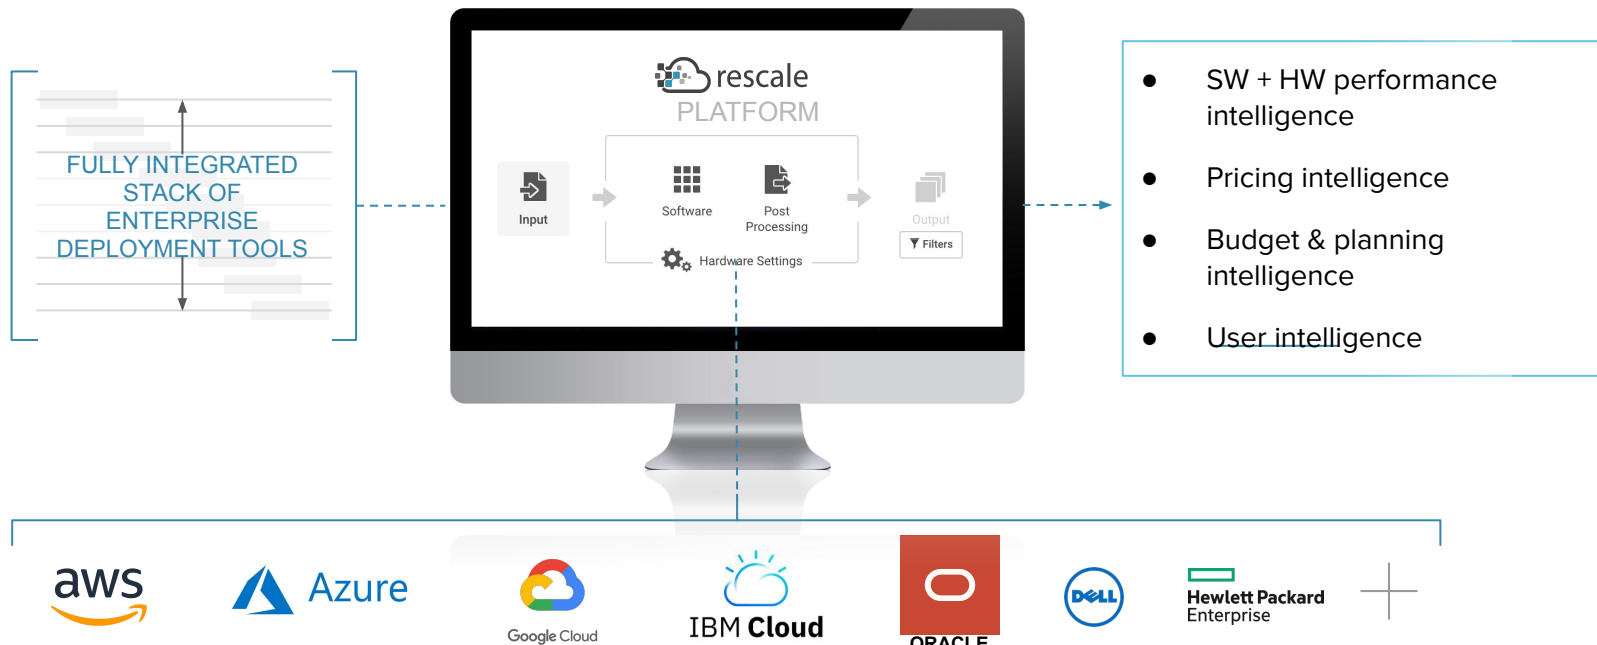 FULLY INTEGRATED
STACK OF
ENTERPRISE
DEPLOYMENT TOOLS
rescale
PLATFORM
Input
Software
Post
Processing
Hardware Settings
Output
Filters
● SW + HW performance
intelligence
● Pricing intelligence
● Budget & planning
intelligence
● User intelligence
aws
Azure
Google Cloud
IBM Cloud
ORACLE
DELL
Hewlett Packard
Enterprise